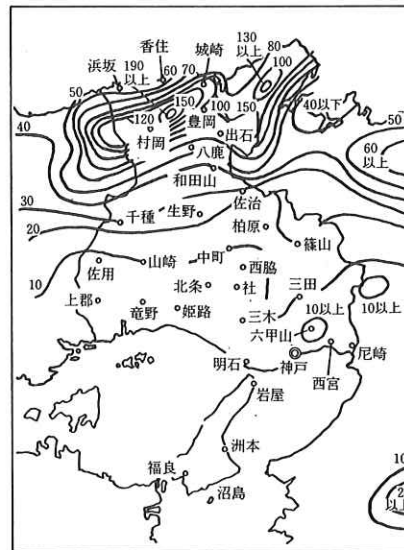 香住
城崎
130
以上
80
100
浜坂
190
以上
60
70
50
150
100
150
40以下
120
豊岡
50
40
村岡
出石
八鹿
60
以上
和田山
佐治
30
千種
生野
柏原
20
篠山
中町
10
佐用
山崎
西脇
北条
社
三田
上郡
10以上
10以上
竜野
姫路
三木
六甲山
明石
神戸
西宮
尼崎
岩屋
洲本
福良
沼島
10
以上